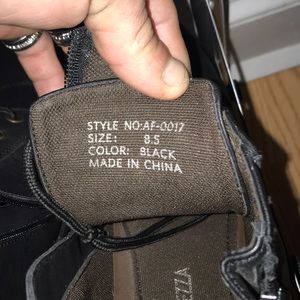 STYLE NO:AF-0017
SIZE: 8.5
COLOR: BLACK
MADE IN CHINA